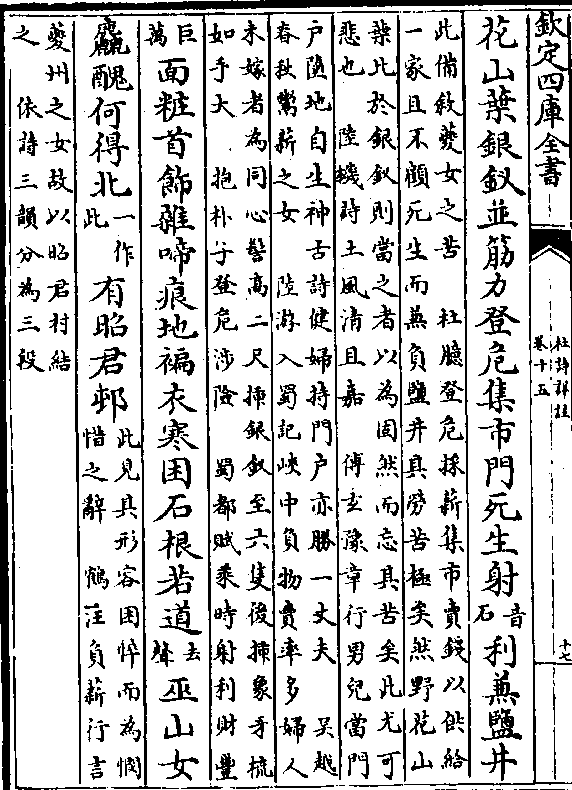 欽定四庫全書
杜詩詳註
卷十五
十七
花山葉銀釵並筋力登危集市門死生射音石利兼鹽井
此備敘夔女之苦 杜臆登危採薪集市賣錢以供給
一家且不顧死生而兼負鹽井其勞苦極矣然野花山
葉比於銀釵則當之者以為固然而忘其苦矣此尤可
悲也 陸機詩土風清且嘉 傅玄豫章行男兒當門
戶墮地自生神古詩健婦持門戶亦勝一丈夫 吳越
春秋鬻薪之女 陸游入蜀記峽中負物賣率多婦人
未嫁者為同心髻高二尺揷銀釵至六隻後揷象牙梳
如手大 抱朴子登危涉險 蜀都賦乘時射利財豐
巨萬面粧首飾雜啼痕地褊衣寒困石根若道去聲巫山女
麤醜何得北一作此有昭君邨此見其形容困悴而為憫
惜之辭 鶴注負薪行言
夔州之女故以昭君村結
之 依詩三韻分為三段